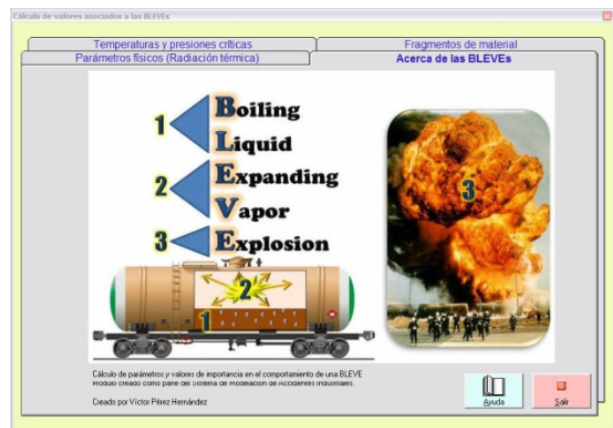 Cálculo de valores asociados a las BLEVEs
Temperaturas y presiones críticas
Fragmentos de material
Parámetros físicos (Radiación térmica)
Acerca de las BLEVEs
1
Boiling
Liquid
2
Expanding
Vapor
3
Explosion
3
2
1
Cálculo de parámetros y valores de importancia en el comportamiento de una BLEVE
Módulo creado como parte del Sistema de Modelación de Accidentes Industriales.
Creado por Víctor Pérez Hernández
Ayuda
Salir